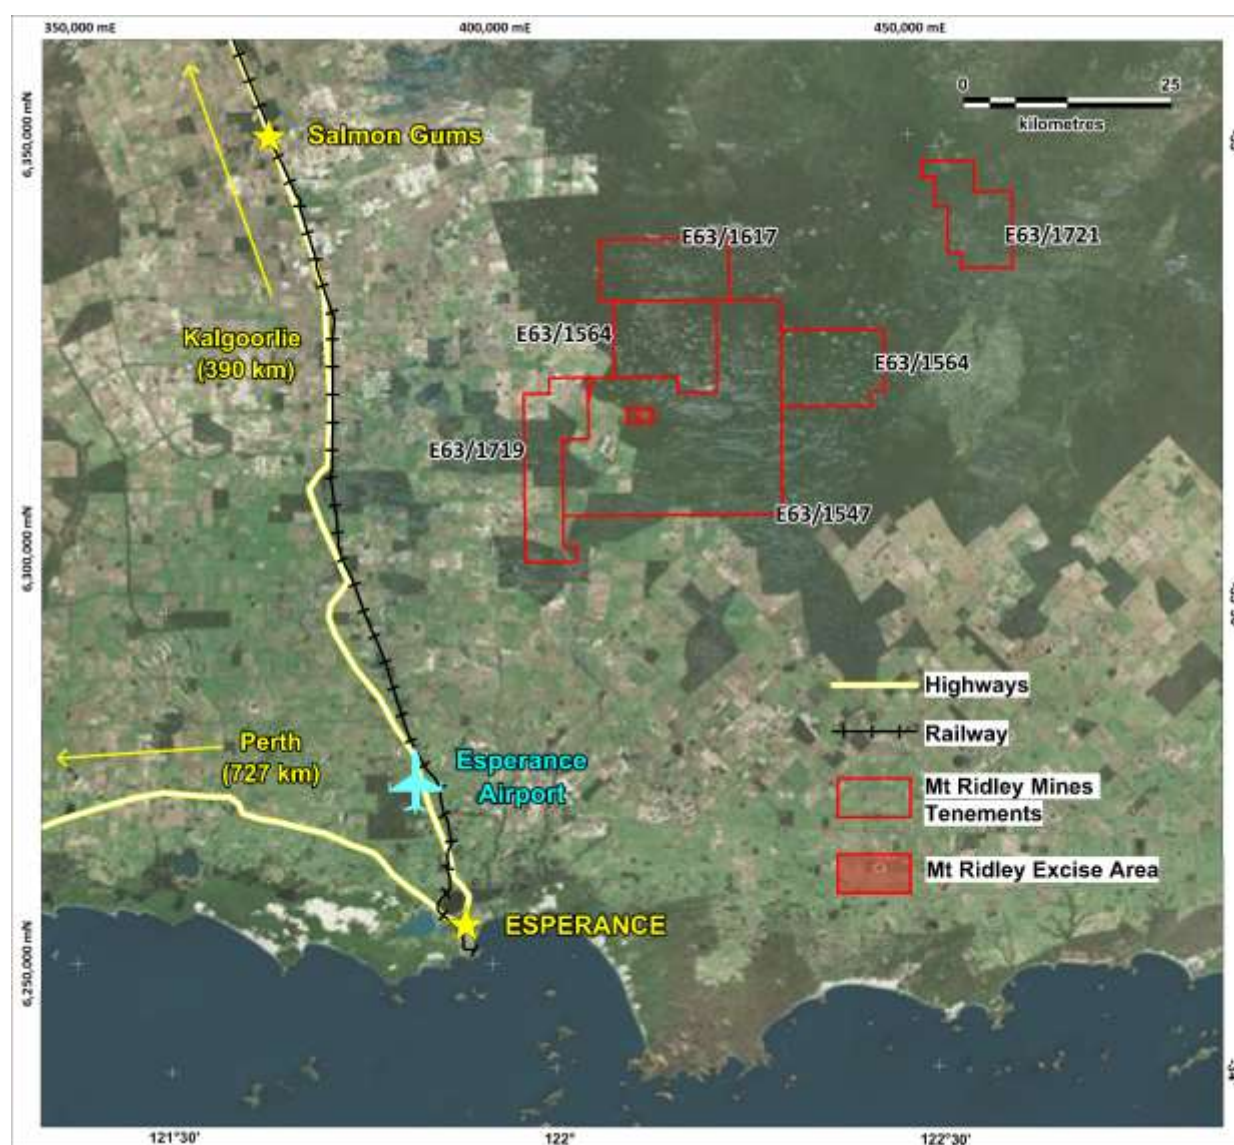 350,000 mE
400,000 mE
450,000 mE
0
25
kilometres
6,350,000 mN
Salmon Gums
E63/1617
E63/1721
Kalgoorlie
(390 km)
E63/1564
E63/1564
E63/1719
E63/1547
6,300,000 mN
Highways
Railway
Perth
(727 km)
Esperance
Airport
Mt Ridley Mines
Tenements
Mt Ridley Excise Area
ESPERANCE
6,250,000 mN
121°30'
122°
122°30'